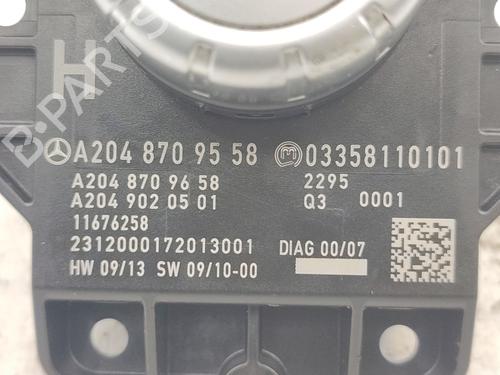 H
B-PARTS
A204 870 95 58 03358110101
A204 870 96 58 2295
A204 902 05 01 Q3 0001
11676258
2312000172013001 DIAG 00/07
HW 09/13 SW 09/10-00